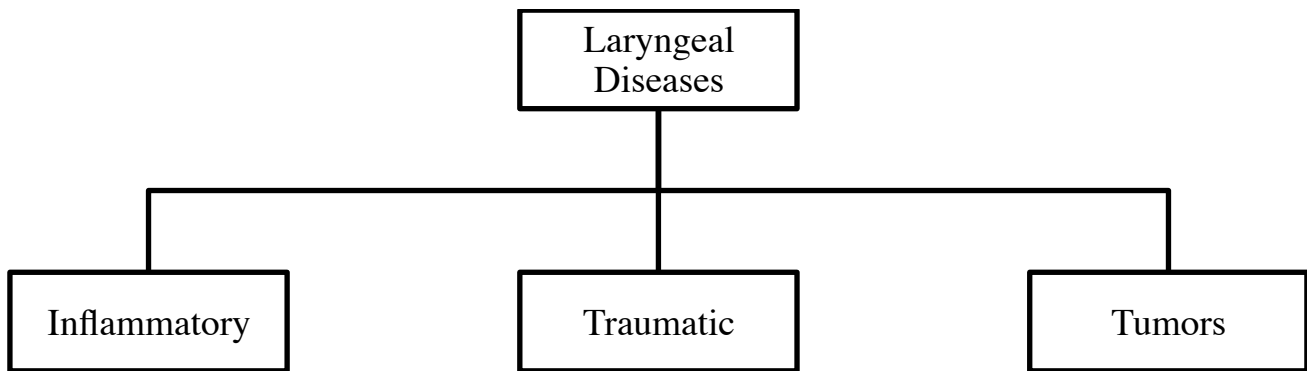 Laryngeal
Diseases
Inflammatory
Traumatic
Tumors